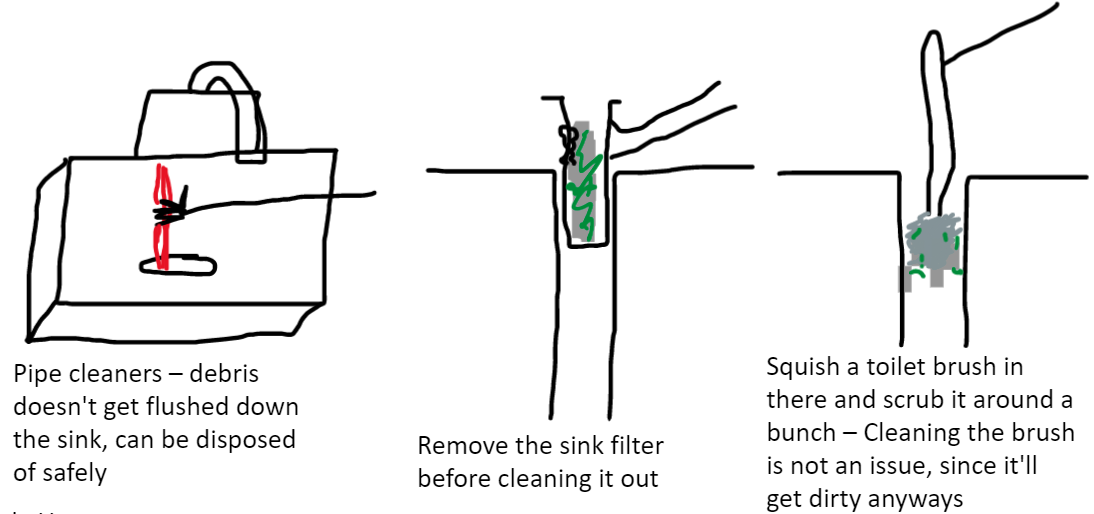 Pipe cleaners – debris
doesn't get flushed down
the sink, can be disposed
of safely
Remove the sink filter
before cleaning it out
Squish a toilet brush in
there and scrub it around a
bunch – Cleaning the brush
is not an issue, since it'll
get dirty anyways